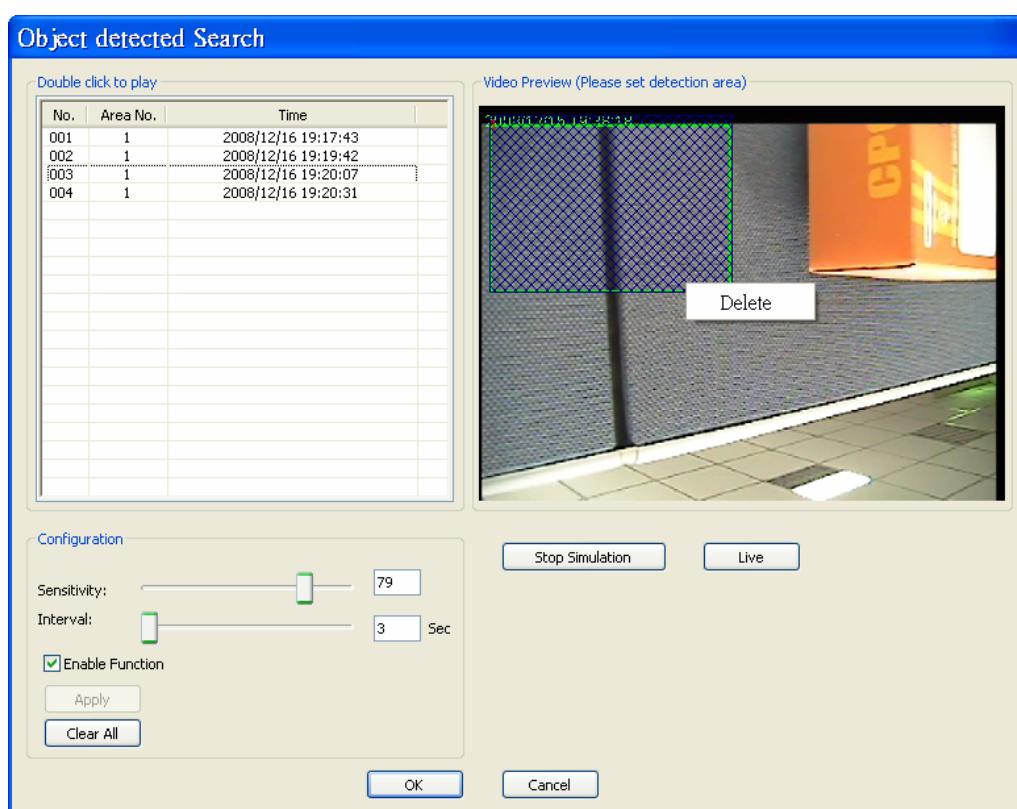 Object detected Search
Double click to play
No. Area No. Time
001 1 2008/12/16 19:17:43
002 1 2008/12/16 19:19:42
003 1 2008/12/16 19:20:07
004 1 2008/12/16 19:20:31
Video Preview (Please set detection area)
Delete
Configuration
Sensitivity: 79
Interval: 3 Sec
Enable Function
Apply
Clear All
Stop Simulation
Live
OK
Cancel